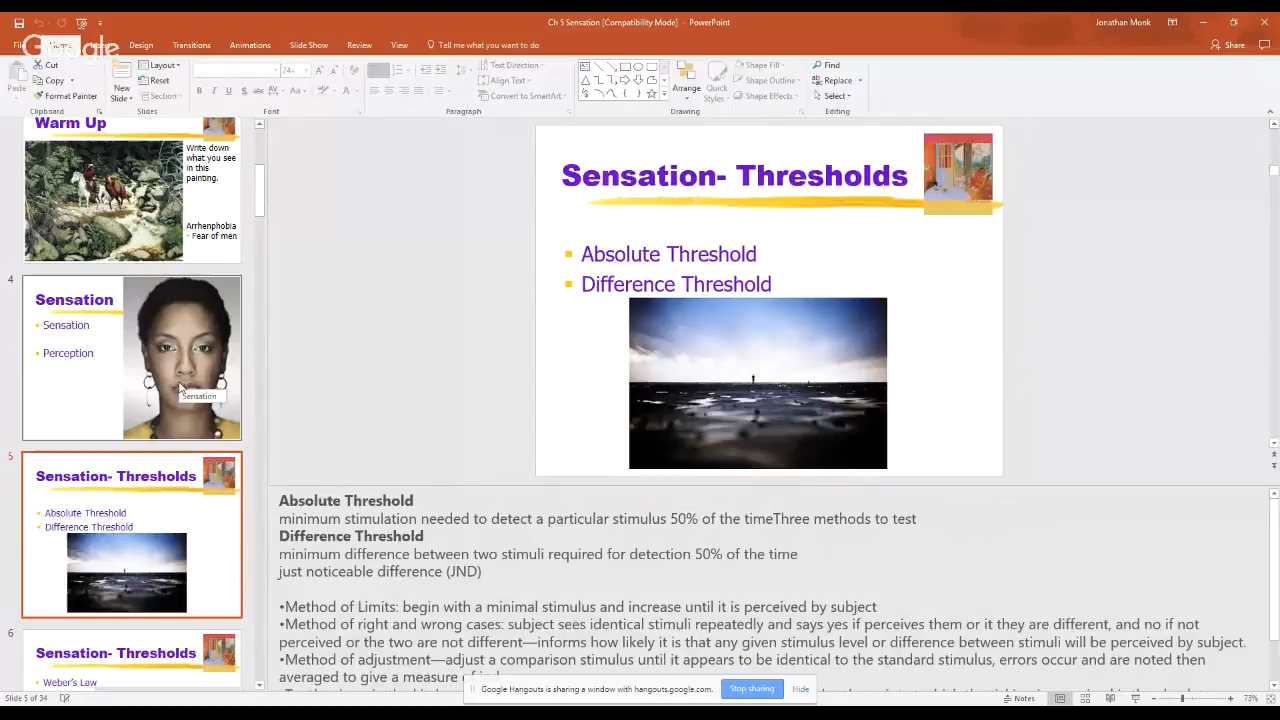 Ch 5 Sensation [Compatibility Mode] - PowerPoint
Jonathan Monk
Google
File
Design
Transitions
Animations
Slide Show
Review
View
Tell me what you want to do
Share
Paste
Cut
Copy
Format Painter
Clipboard
New
Slide
Layout
Reset
Section
Slides
24
Font
Text Direction
Align Text
Convert to SmartArt
Paragraph
Arrange
Quick
Styles
Shape Fill
Shape Outline
Shape Effects
Drawing
Find
Replace
Select
Editing
Warm Up
Write down
what you see
in this
painting.
Arrhenphobia
- Fear of men
4
Sensation
Sensation
Perception
Sensation
5
Sensation- Thresholds
Absolute Threshold
Difference Threshold
6
Sensation- Thresholds
Weber's Law
Sensation- Thresholds
Absolute Threshold
Difference Threshold
Absolute Threshold
minimum stimulation needed to detect a particular stimulus 50% of the timeThree methods to test
Difference Threshold
minimum difference between two stimuli required for detection 50% of the time
just noticeable difference (JND)
•Method of Limits: begin with a minimal stimulus and increase until it is perceived by subject
•Method of right and wrong cases: subject sees identical stimuli repeatedly and says yes if perceives them or it they are different, and no if not
perceived or the two are not different—informs how likely it is that any given stimulus level or difference between stimuli will be perceived by subject.
•Method of adjustment—adjust a comparison stimulus until it appears to be identical to the standard stimulus, errors occur and are noted then
averaged to give a measure of
Google Hangouts is sharing a window with hangouts.google.com.
Stop sharing
Hide
Slide 5 of 34
Notes
73%